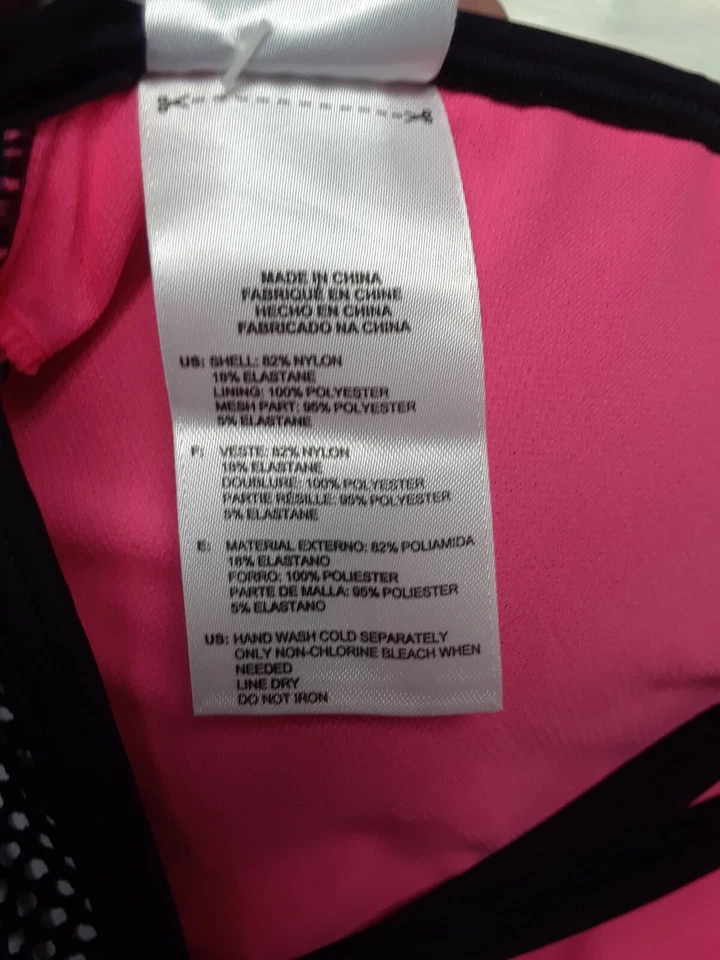 MADE IN CHINA
FABRIQUÉ EN CHINE
HECHO EN CHINA
FABRICADO NA CHINA
US: SHELL: 82% NYLON
18% ELASTANE
LINING: 100% POLYESTER
MESH PART: 95% POLYESTER
5% ELASTANE
F: VESTE: 82% NYLON
18% ELASTANE
DOUBLURE: 100% POLYESTER
PARTIE RÉSILLE: 95% POLYESTER
5% ELASTANE
E: MATERIAL EXTERNO: 82% POLIAMIDA
18% ELASTANO
FORRO: 100% POLIESTER
PARTE DE MALLA: 95% POLIESTER
5% ELASTANO
US: HAND WASH COLD SEPARATELY
ONLY NON-CHLORINE BLEACH WHEN
NEEDED
LINE DRY
DO NOT IRON